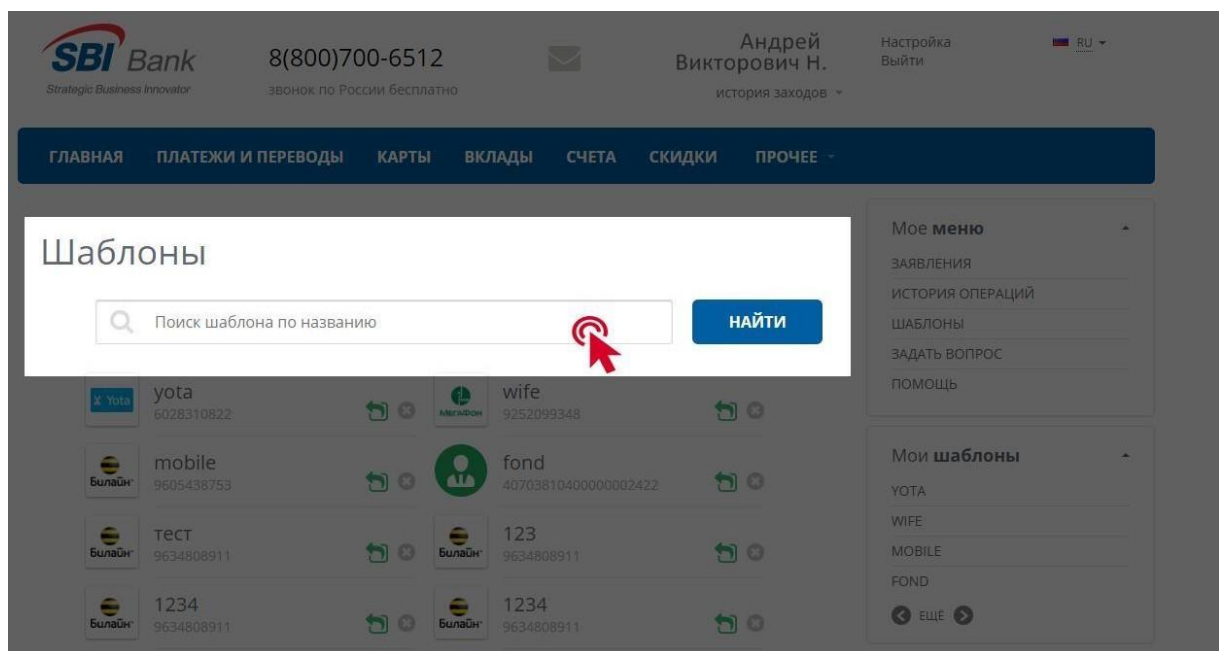 SBI Bank
Strategic Business Innovator
8(800)700-6512
звонок по России бесплатно
Андрей
Викторович Н.
история заходов
Настройка
Выйти
RU
ГЛАВНАЯ ПЛАТЕЖИ И ПЕРЕВОДЫ КАРТЫ ВКЛАДЫ СЧЕТА СКИДКИ ПРОЧЕЕ
Шаблоны
Поиск шаблона по названию
НАЙТИ
Yota
yota
6028310822
МегаФон
wife
9252099348
Билайн
mobile
9605438753
fond
40703810400000002422
Билайн
тест
9634808911
Билайн
123
9634808911
Билайн
1234
9634808911
Билайн
1234
9634808911
Мое меню
ЗАЯВЛЕНИЯ
ИСТОРИЯ ОПЕРАЦИЙ
ШАБЛОНЫ
ЗАДАТЬ ВОПРОС
ПОМОЩЬ
Мои шаблоны
YOTA
WIFE
MOBILE
FOND
ЕЩЁ